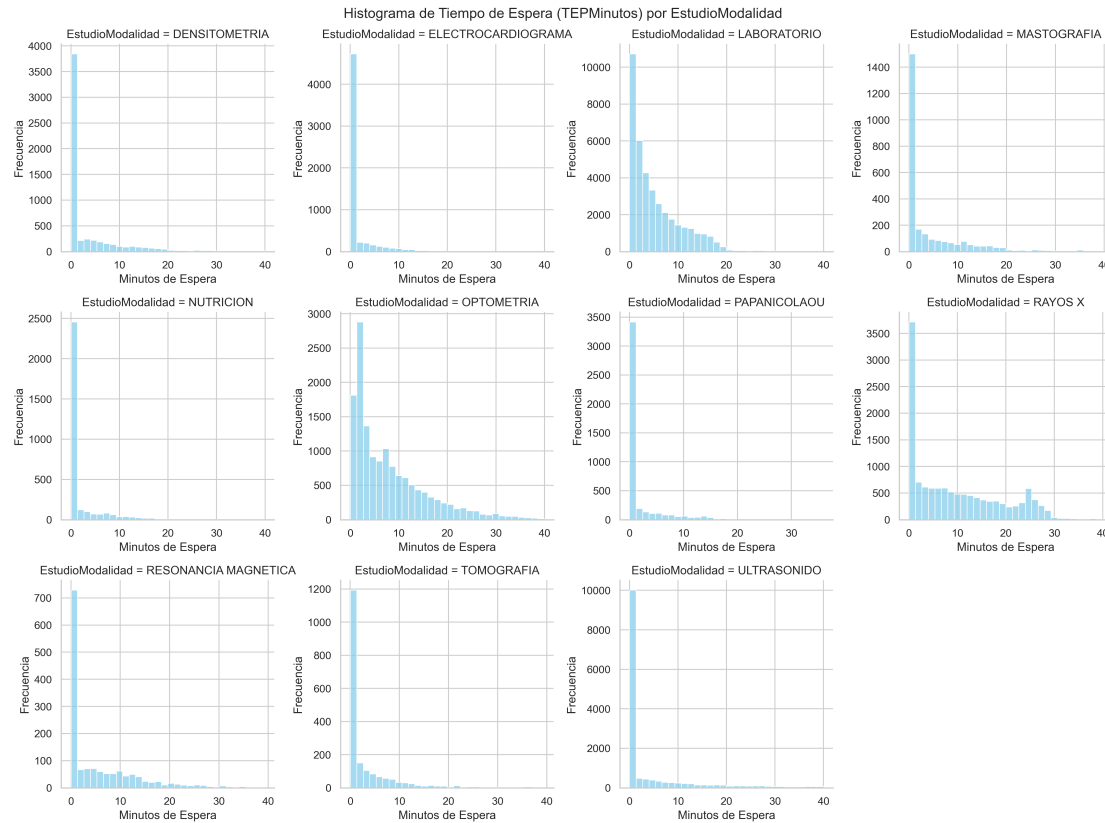 Histograma de Tiempo de Espera (TEPMinutos) por EstudioModalidad
EstudioModalidad = DENSITOMETRIA
4000
3500
3000
2500
2000
1500
1000
500
0
Frecuencia
0 10 20 30 40
Minutos de Espera
EstudioModalidad = ELECTROCARDIOGRAMA
4000
3000
2000
1000
0
Frecuencia
0 10 20 30 40
Minutos de Espera
EstudioModalidad = LABORATORIO
10000
8000
6000
4000
2000
0
Frecuencia
0 10 20 30 40
Minutos de Espera
EstudioModalidad = MASTOGRAFIA
1400
1200
1000
800
600
400
200
0
Frecuencia
0 10 20 30 40
Minutos de Espera
EstudioModalidad = NUTRICION
2500
2000
1500
1000
500
0
Frecuencia
0 10 20 30 40
Minutos de Espera
EstudioModalidad = OPTOMETRIA
3000
2500
2000
1500
1000
500
0
Frecuencia
0 10 20 30 40
Minutos de Espera
EstudioModalidad = PAPANICOLAOU
3500
3000
2500
2000
1500
1000
500
0
Frecuencia
0 10 20 30
Minutos de Espera
EstudioModalidad = RAYOS X
3500
3000
2500
2000
1500
1000
500
0
Frecuencia
0 10 20 30 40
Minutos de Espera
EstudioModalidad = RESONANCIA MAGNETICA
700
600
500
400
300
200
100
0
Frecuencia
0 10 20 30 40
Minutos de Espera
EstudioModalidad = TOMOGRAFIA
1200
1000
800
600
400
200
0
Frecuencia
0 10 20 30 40
Minutos de Espera
EstudioModalidad = ULTRASONIDO
10000
8000
6000
4000
2000
0
Frecuencia
0 10 20 30 40
Minutos de Espera